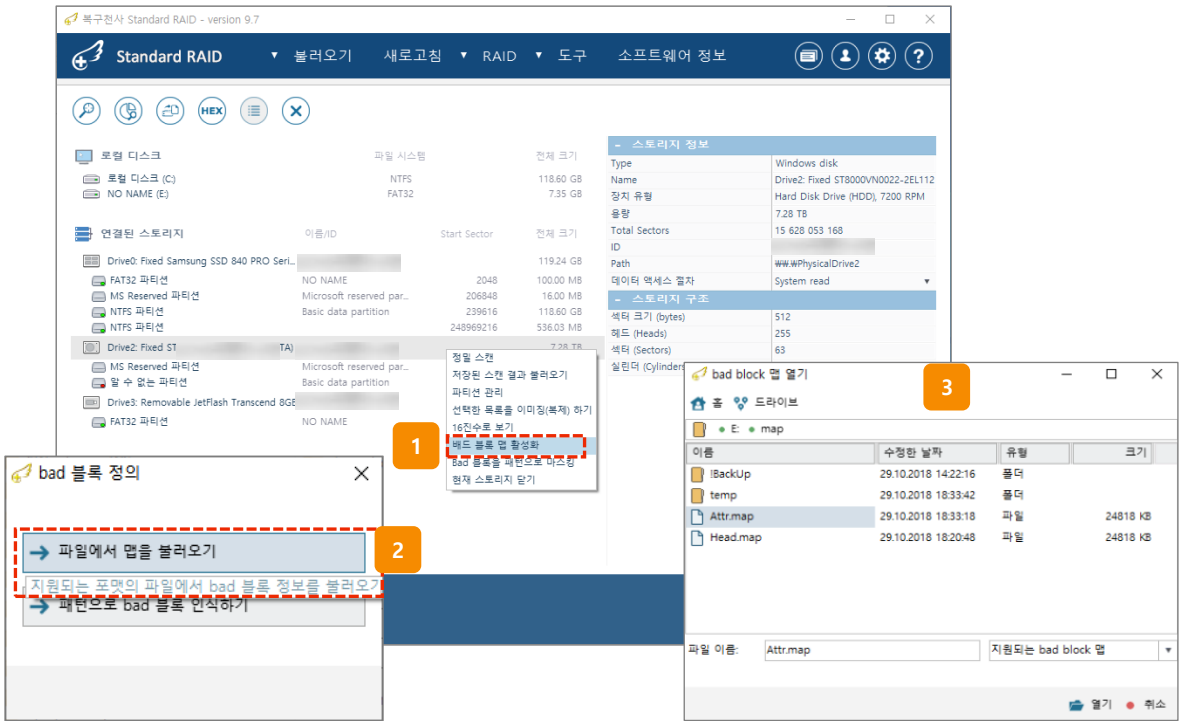 복구천사 Standard RAID - version 9.7
Standard RAID ▼ 불러오기 새로고침 ▼ RAID ▼ 도구 소프트웨어 정보 ?
HEX
로컬 디스크 파일 시스템 전체 크기
로컬 디스크 (C:) NTFS 118.60 GB
NO NAME (E:) FAT32 7.35 GB
연결된 스토리지 이름/ID Start Sector 전체 크기
Drive0: Fixed Samsung SSD 840 PRO Seri... 119.24 GB
FAT32 파티션 NO NAME 2048 100.00 MB
MS Reserved 파티션 Microsoft reserved par... 206848 16.00 MB
NTFS 파티션 Basic data partition 239616 118.60 GB
NTFS 파티션 248969216 536.03 MB
Drive2: Fixed ST TA) 7.28 TB
MS Reserved 파티션 Microsoft reserved par...
알 수 없는 파티션 Basic data partition
Drive3: Removable JetFlash Transcend 8GB
FAT32 파티션 NO NAME
– 스토리지 정보
Type Windows disk
Name Drive2: Fixed ST8000VN0022-2EL112
장치 유형 Hard Disk Drive (HDD), 7200 RPM
용량 7.28 TB
Total Sectors 15 628 053 168
ID
Path ₩₩.₩PhysicalDrive2
데이터 액세스 절차 System read ▼
– 스토리지 구조
섹터 크기 (bytes) 512
헤드 (Heads) 255
섹터 (Sectors) 63
실린더 (Cylinders
정밀 스캔
저장된 스캔 결과 불러오기
파티션 관리
선택한 목록을 이미징(복제) 하기
16진수로 보기
배드 블록 맵 활성화
Bad 블록을 패턴으로 마스킹
현재 스토리지 닫기
1
bad 블록 정의
파일에서 맵을 불러오기
지원되는 포맷의 파일에서 bad 블록 정보를 불러오기
패턴으로 bad 블록 인식하기
2
bad block 맵 열기
3
홈 드라이브
E: map
이름 수정한 날짜 유형 크기
!BackUp 29.10.2018 14:22:16 폴더
temp 29.10.2018 18:33:42 폴더
Attr.map 29.10.2018 18:33:18 파일 24818 KB
Head.map 29.10.2018 18:20:48 파일 24818 KB
파일 이름: Attr.map 지원되는 bad block 맵 ▼
열기 취소